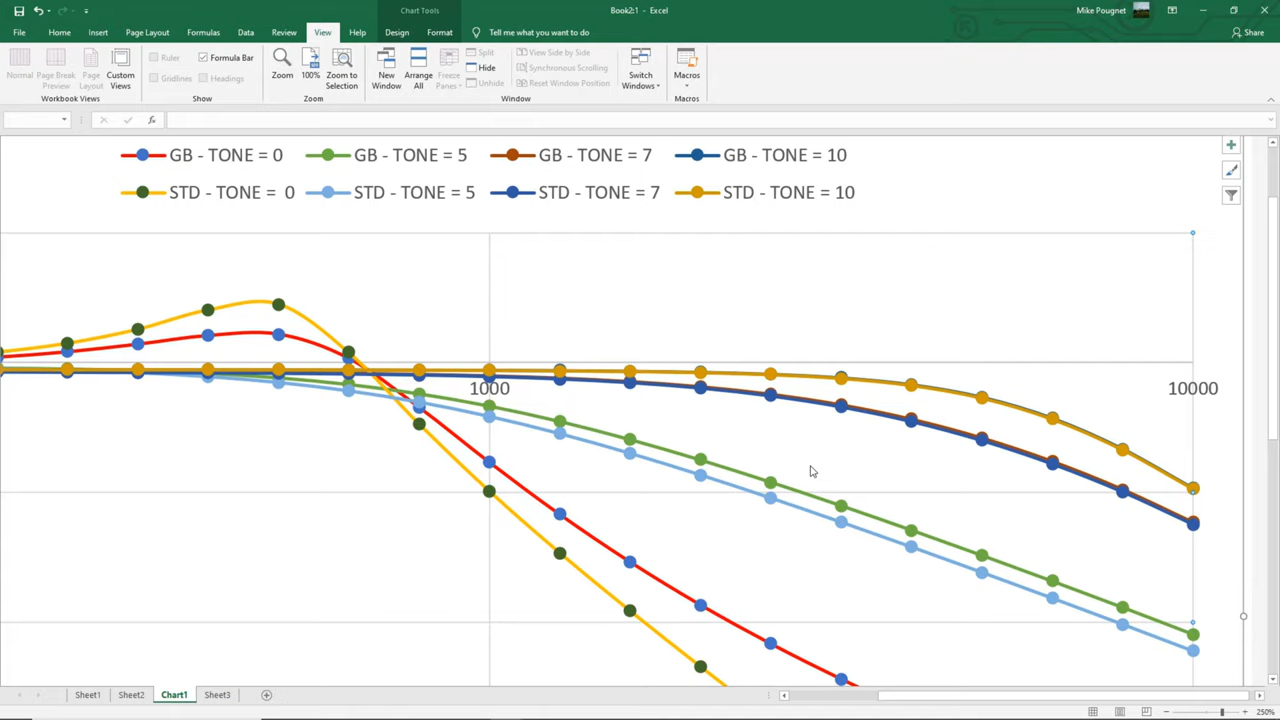 Chart Tools
Book2:1 - Excel
Mike Pougnet
File Home Insert Page Layout Formulas Data Review View Help Design Format Tell me what you want to do Share
Normal
Page Break Preview
Page Layout
Custom Views
Workbook Views
Ruler
Formula Bar
Gridlines
Headings
Show
Zoom
100%
Zoom to Selection
Zoom
New Window
Arrange All
Freeze Panes
Split
Hide
Unhide
View Side by Side
Synchronous Scrolling
Reset Window Position
Window
Switch Windows
Macros
Macros
fx
GB - TONE = 0 GB - TONE = 5 GB - TONE = 7 GB - TONE = 10
STD - TONE = 0 STD - TONE = 5 STD - TONE = 7 STD - TONE = 10
1000 10000
Sheet1 Sheet2 Chart1 Sheet3
250%